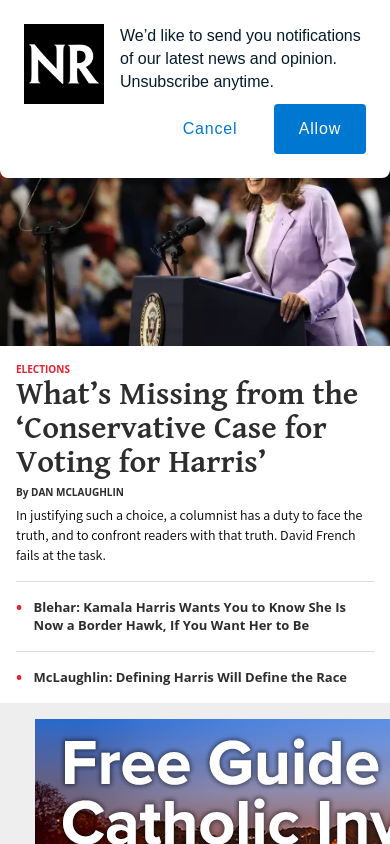 NR
We’d like to send you notifications
of our latest news and opinion.
Unsubscribe anytime.
Cancel
Allow
ELECTIONS
What’s Missing from the
‘Conservative Case for
Voting for Harris’
By DAN MCLAUGHLIN
In justifying such a choice, a columnist has a duty to face the
truth, and to confront readers with that truth. David French
fails at the task.
Blehar: Kamala Harris Wants You to Know She Is
Now a Border Hawk, If You Want Her to Be
McLaughlin: Defining Harris Will Define the Race
Free Guide
Catholic Inv